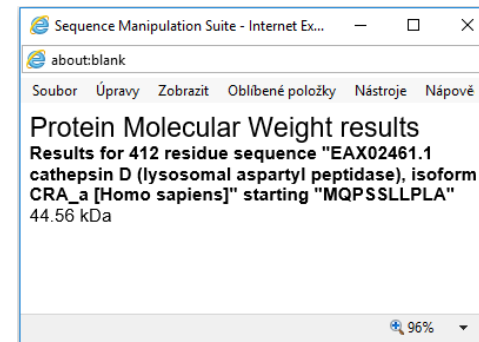 Sequence Manipulation Suite - Internet Ex...
about:blank
Soubor Úpravy Zobrazit Oblíbené položky Nástroje Nápově
Protein Molecular Weight results
Results for 412 residue sequence "EAX02461.1
cathepsin D (lysosomal aspartyl peptidase), isoform
CRA_a [Homo sapiens]" starting "MQPSSLLPLA"
44.56 kDa
96%